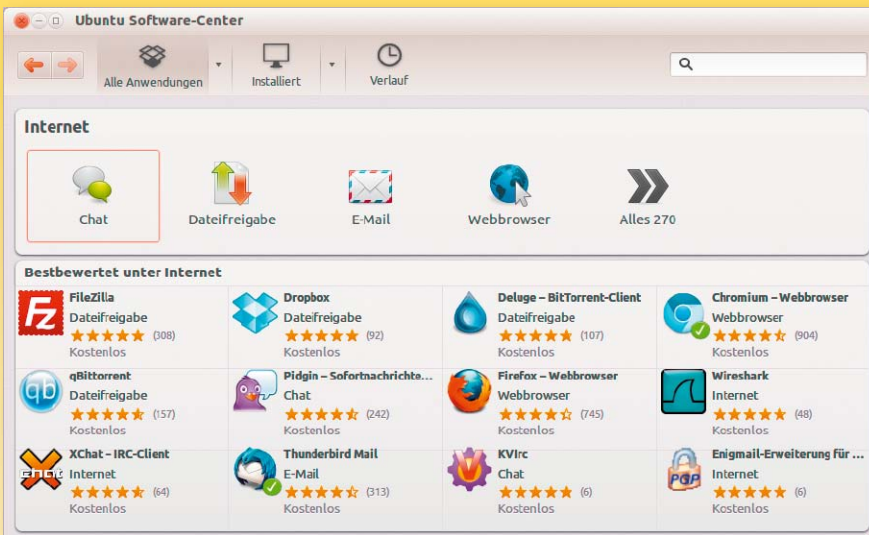 Ubuntu Software-Center
Alle Anwendungen
Installiert
Verlauf
Internet
Chat
Dateifreigabe
E-Mail
Webbrowser
Alles 270
Bestbewertet unter Internet
FileZilla
Dateifreigabe
(308)
Kostenlos
Dropbox
Dateifreigabe
(92)
Kostenlos
Deluge – BitTorrent-Client
Dateifreigabe
(107)
Kostenlos
Chromium – Webbrowser
Webbrowser
(904)
Kostenlos
qb
qBittorrent
Dateifreigabe
(157)
Kostenlos
Pidgin – Sofortnachrichte...
Chat
(242)
Kostenlos
Firefox – Webbrowser
Webbrowser
(745)
Kostenlos
Wireshark
Internet
(48)
Kostenlos
XChat – IRC-Client
Internet
(64)
Kostenlos
Thunderbird Mail
E-Mail
(313)
Kostenlos
KVIrc
Chat
(6)
Kostenlos
PGP
Enigmail-Erweiterung für ...
Internet
(6)
Kostenlos